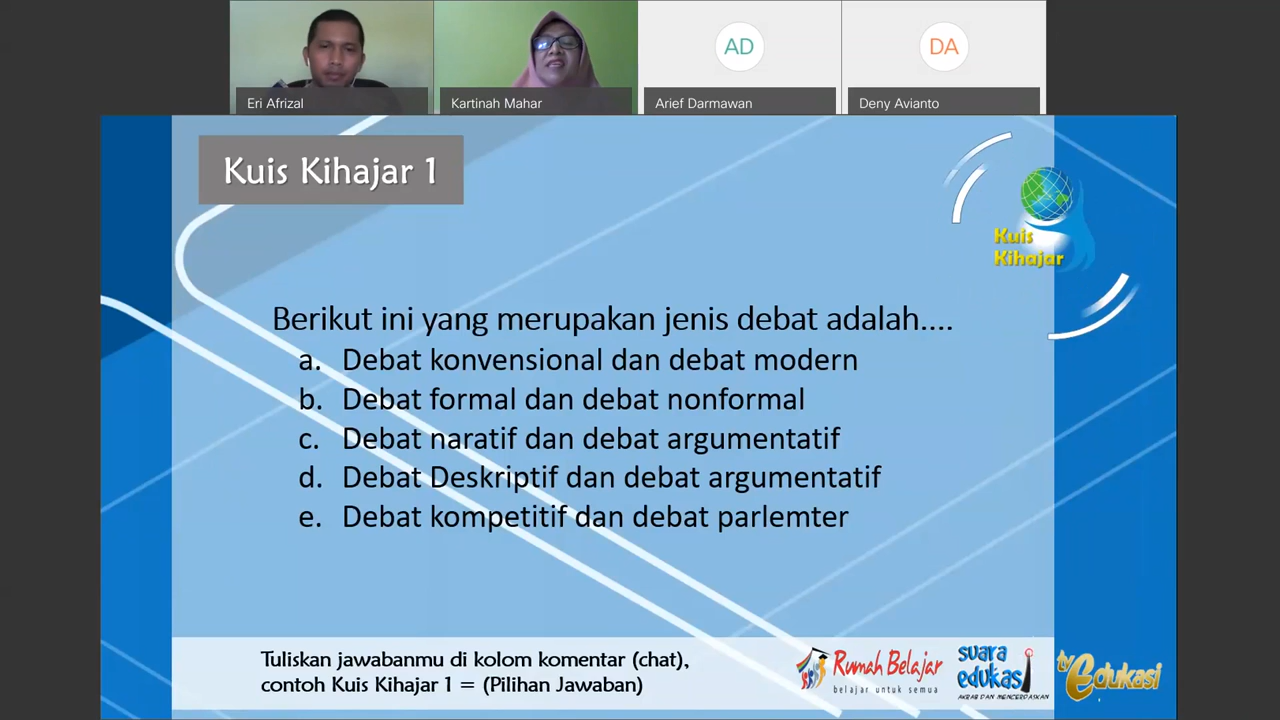 AD
DA
Eri Afrizal
Kartinah Mahar
Arief Darmawan
Deny Avianto
Kuis Kihajar 1
Kuis
Kihajar
Berikut ini yang merupakan jenis debat adalah....
a. Debat konvensional dan debat modern
b. Debat formal dan debat nonformal
c. Debat naratif dan debat argumentatif
d. Debat Deskriptif dan debat argumentatif
e. Debat kompetitif dan debat parlemter
Tuliskan jawabanmu di kolom komentar (chat),
contoh Kuis Kihajar 1 = (Pilihan Jawaban)
Rumah Belajar
belajar untuk semua
suara
edukasi
AKRAB DAN MENCERDASKAN
tv edukasi